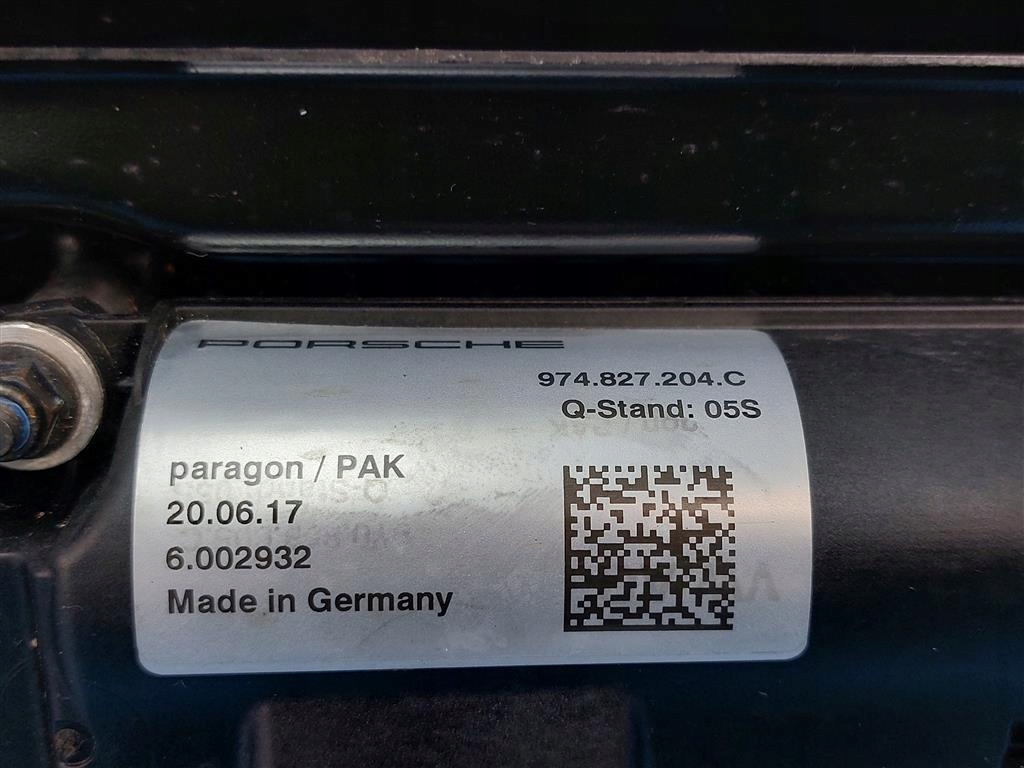 PORSCHE
974.827.204.C
Q-Stand: 05S
paragon / PAK
20.06.17
6.002932
Made in Germany